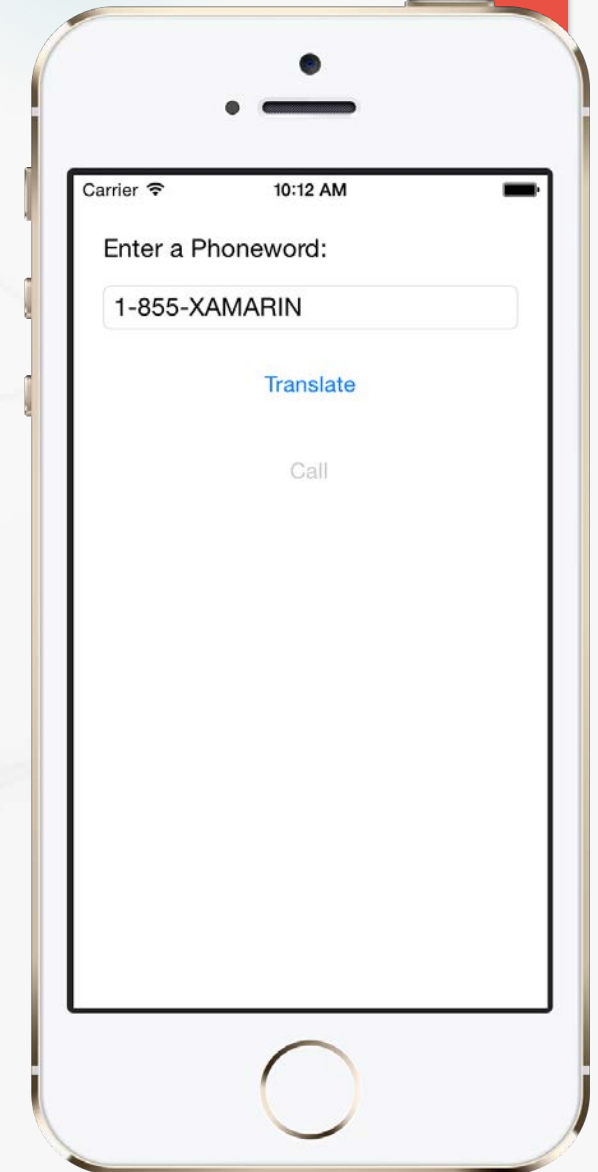 Carrier 10:12 AM
Enter a Phoneword:
1-855-XAMARIN
Translate
Call